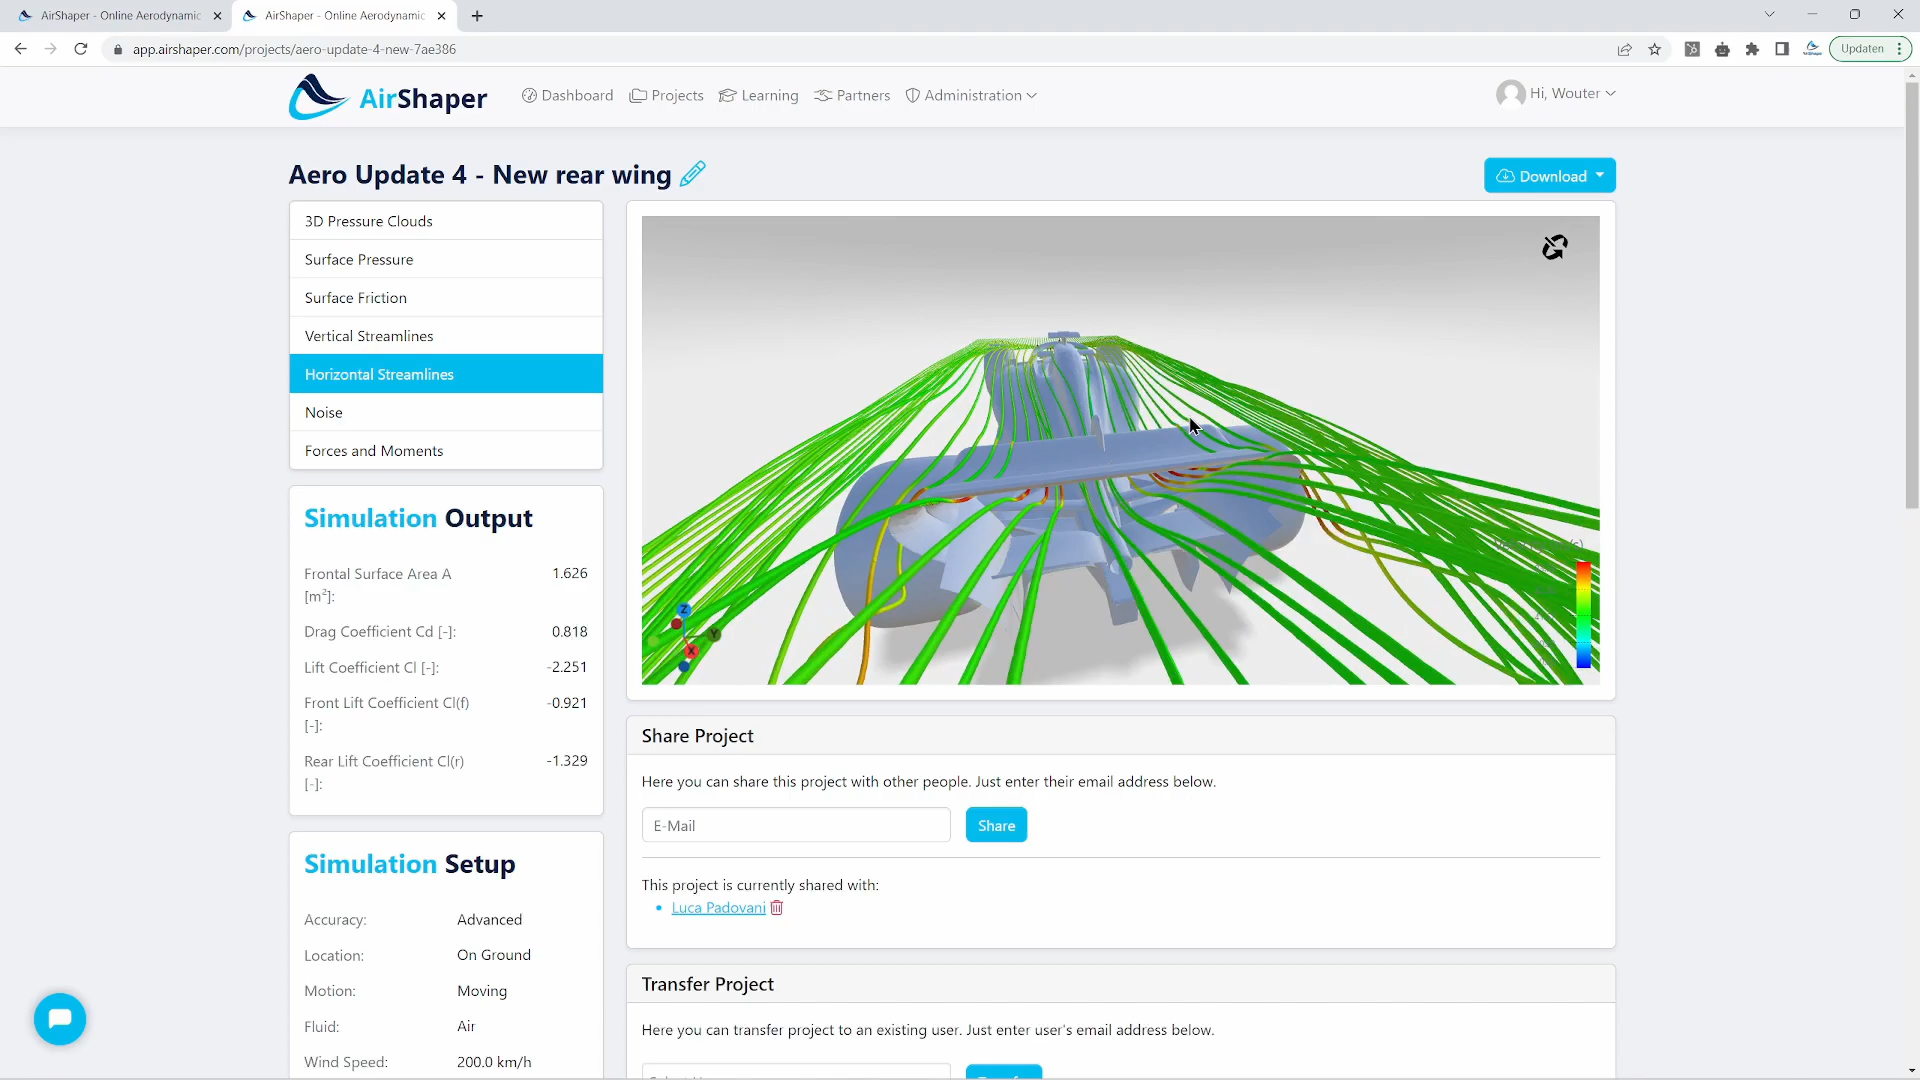 AirShaper - Online Aerodynamic
AirShaper - Online Aerodynamic
app.airshaper.com/projects/aero-update-4-new-7ae386
Updaten
AirShaper
Dashboard
Projects
Learning
Partners
Administration
Hi, Wouter
Aero Update 4 - New rear wing
Download
3D Pressure Clouds
Surface Pressure
Surface Friction
Vertical Streamlines
Horizontal Streamlines
Noise
Forces and Moments
Simulation Output
Frontal Surface Area A [m²]: 1.626
Drag Coefficient Cd [-]: 0.818
Lift Coefficient Cl [-]: -2.251
Front Lift Coefficient Cl(f) [-]: -0.921
Rear Lift Coefficient Cl(r) [-]: -1.329
Simulation Setup
Accuracy: Advanced
Location: On Ground
Motion: Moving
Fluid: Air
Wind Speed: 200.0 km/h
Z
Y
X
Share Project
Here you can share this project with other people. Just enter their email address below.
E-Mail
Share
This project is currently shared with:
Luca Padovani
Transfer Project
Here you can transfer project to an existing user. Just enter user's email address below.